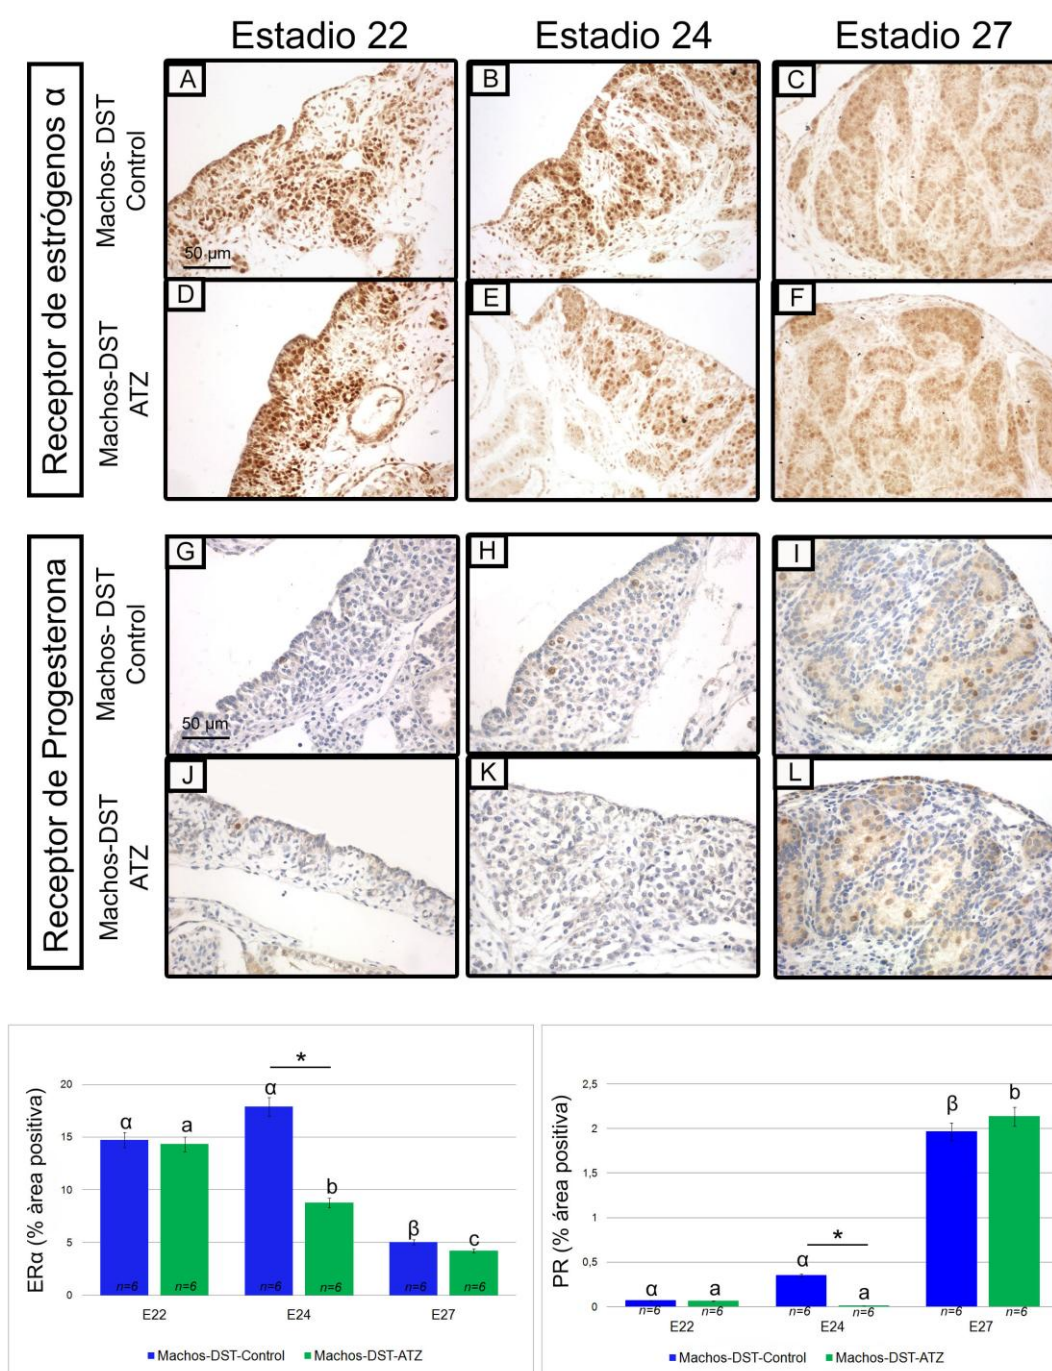 Estadio 22 Estadio 24 Estadio 27
Receptor de estrógenos α
Machos- DST
Control
A B C
50 µm
Machos-DST
ATZ
D E F
Receptor de Progesterona
Machos- DST
Control
G H I
50 µm
Machos-DST
ATZ
J K L
ERα (% àrea positiva)
20
15
10
5
0
α a
*
α b
β c
n=6 n=6 n=6 n=6 n=6 n=6
E22 E24 E27
Machos-DST-Control Machos-DST-ATZ
PR (% área positiva)
2,5
2
1,5
1
0,5
0
α a
*
α a
β b
n=6 n=6 n=6 n=6 n=6 n=6
E22 E24 E27
Machos-DST-Control Machos-DST-ATZ